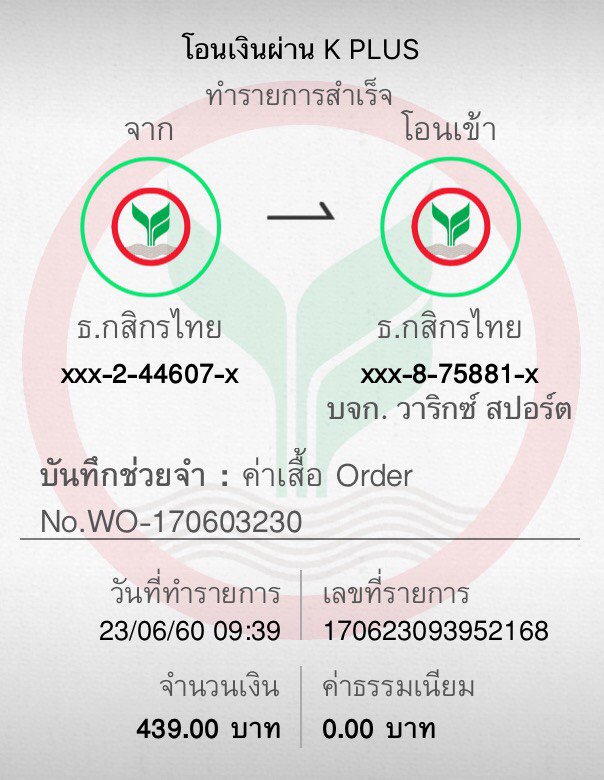 โอนเงินผ่าน K PLUS
ทำรายการสำเร็จ
จาก
โอนเข้า
ธ.กสิกรไทย
ธ.กสิกรไทย
xxx-2-44607-x
xxx-8-75881-x
บจก. วาริกซ์ สปอร์ต
บันทึกช่วยจำ : ค่าเสื้อ Order
No.WO-170603230
วันที่ทำรายการ
เลขที่รายการ
23/06/60 09:39
170623093952168
จำนวนเงิน
ค่าธรรมเนียม
439.00 บาท
0.00 บาท